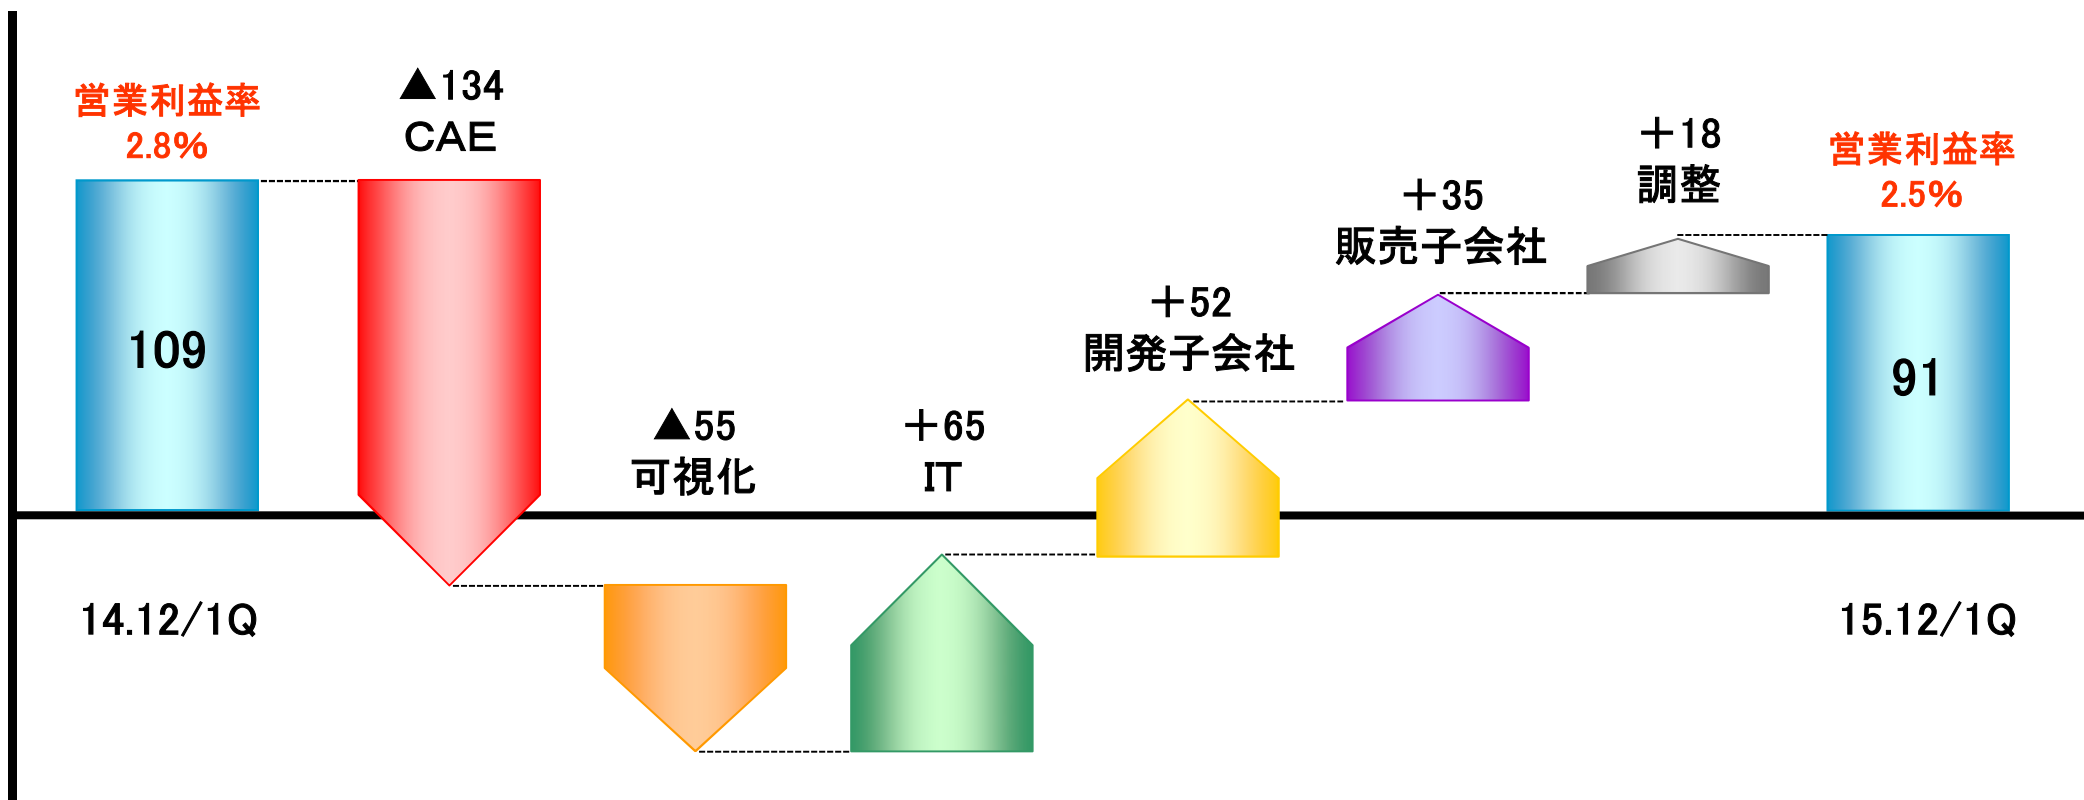 営業利益率
2.8%
109
14.12/1Q
▲134
ＣＡＥ
▲55
可視化
＋65
IT
＋52
開発子会社
＋35
販売子会社
＋18
調整
営業利益率
2.5%
91
15.12/1Q